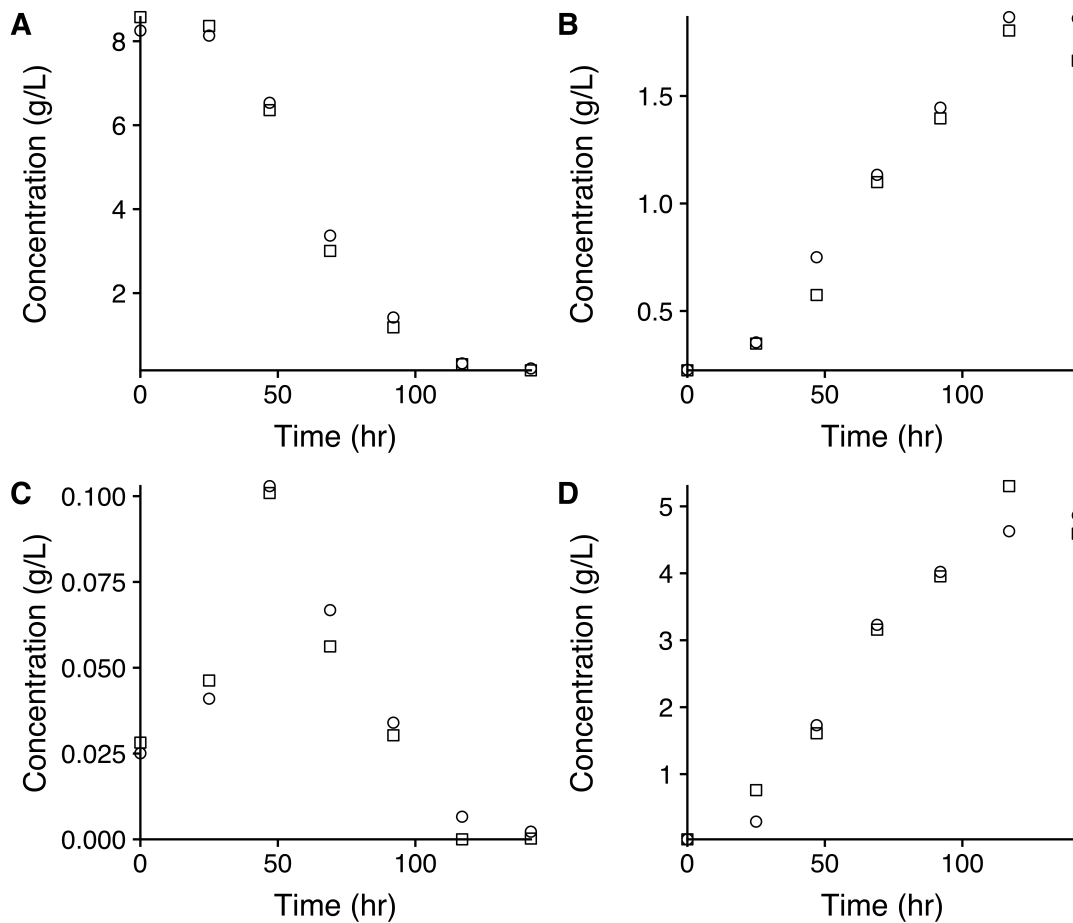 A
Concentration (g/L)
8
6
4
2
0 50 100
Time (hr)
B
Concentration (g/L)
1.5
1.0
0.5
0 50 100
Time (hr)
C
Concentration (g/L)
0.100
0.075
0.050
0.025
0.000
0 50 100
Time (hr)
D
Concentration (g/L)
5
4
3
2
1
0 50 100
Time (hr)